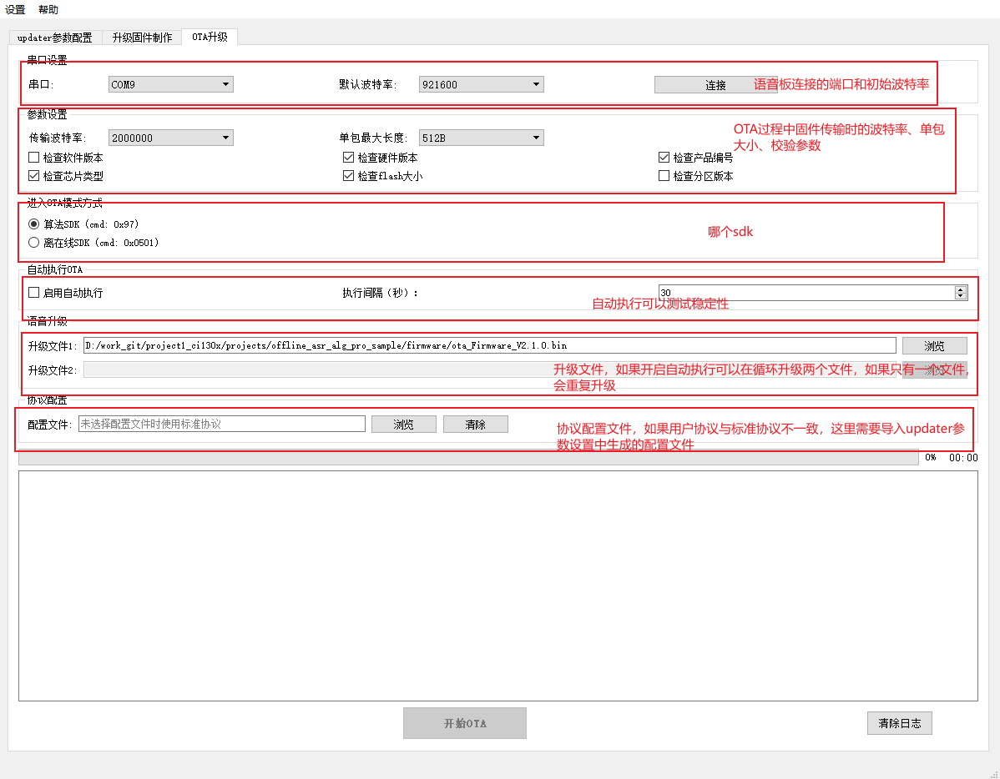 设置 帮助
updater参数配置 升级固件制作 OTA升级
串口设置
串口: COM9 默认波特率: 921600 连接 语音板连接的端口和初始波特率
参数设置
传输波特率: 2000000 单包最大长度: 512B
OTA过程中固件传输时的波特率、单包
大小、校验参数
检查软件版本 检查硬件版本 检查产品编号
检查芯片类型 检查flash大小 检查分区版本
进入OTA模式方式
算法SDK（cmd: 0x97）
离在线SDK（cmd: 0x0501）
哪个sdk
自动执行OTA
启用自动执行 执行间隔（秒）: 30
自动执行可以测试稳定性
语音升级
升级文件1: D:/work_git/project1_ci130x/projects/offline_asr_alg_pro_sample/firmware/ota_Firmware_V2.1.0.bin 浏览
升级文件2: 浏览
升级文件，如果开启自动执行可以在循环升级两个文件，如果只有一个文件，
会重复升级
协议配置
配置文件: 未选择配置文件时使用标准协议 浏览 清除
协议配置文件，如果用户协议与标准协议不一致，这里需要导入updater参
数设置中生成的配置文件
0% 00:00
开始OTA 清除日志